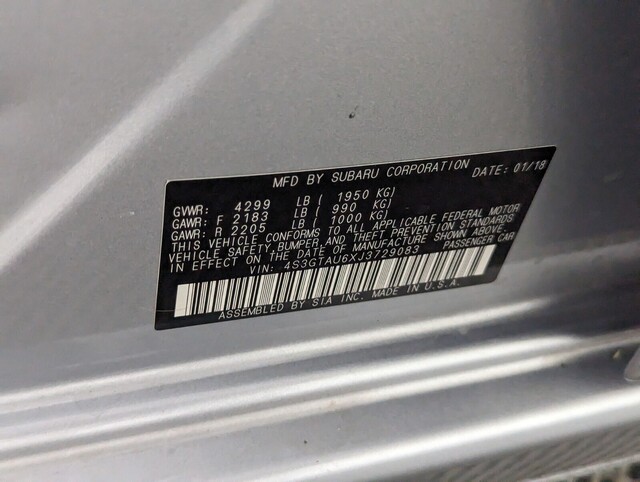 MFD BY SUBARU CORPORATION DATE: 01/18
GVWR: 4299 LB ( 1950 KG)
GAWR: F 2183 LB ( 990 KG)
GAWR: R 2205 LB ( 1000 KG)
THIS VEHICLE CONFORMS TO ALL APPLICABLE FEDERAL MOTOR
VEHICLE SAFETY, BUMPER, AND THEFT PREVENTION STANDARDS
IN EFFECT ON THE DATE OF MANUFACTURE SHOWN ABOVE.
VIN: 4S3GTAU6XJ3729083 PASSENGER CAR
ASSEMBLED BY SIA INC. MADE IN U.S.A.